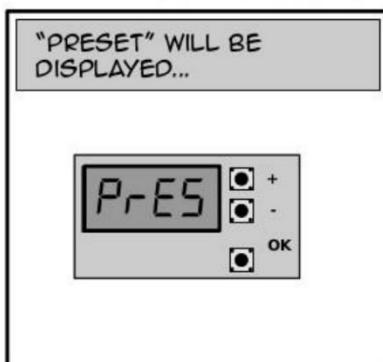 "PRESET" WILL BE
DISPLAYED...
PrES
+
-
OK